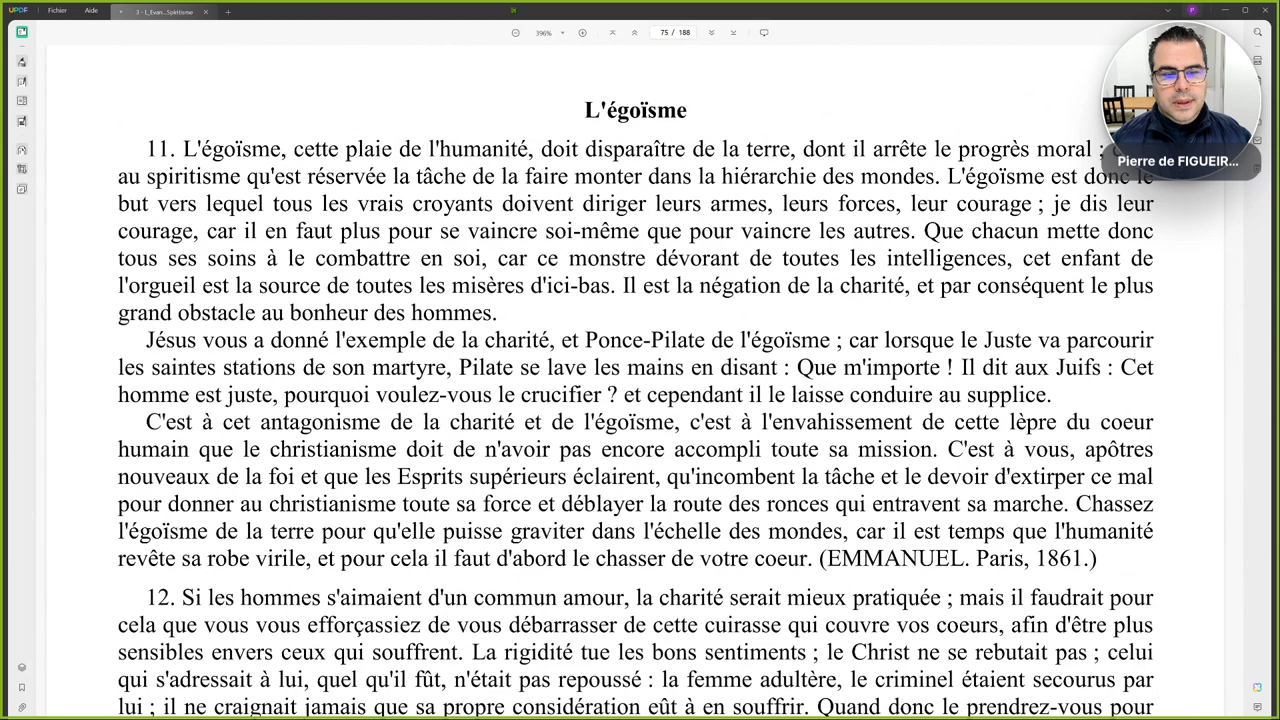 UPDF Fichier Aide 3 - L_Evan...Spiritisme × + P
396% 75 / 188
L'égoïsme
11. L'égoïsme, cette plaie de l'humanité, doit disparaître de la terre, dont il arrête le progrès moral ;
au spiritisme qu'est réservée la tâche de la faire monter dans la hiérarchie des mondes. L'égoïsme est donc le
but vers lequel tous les vrais croyants doivent diriger leurs armes, leurs forces, leur courage ; je dis leur
courage, car il en faut plus pour se vaincre soi-même que pour vaincre les autres. Que chacun mette donc
tous ses soins à le combattre en soi, car ce monstre dévorant de toutes les intelligences, cet enfant de
l'orgueil est la source de toutes les misères d'ici-bas. Il est la négation de la charité, et par conséquent le plus
grand obstacle au bonheur des hommes.
Jésus vous a donné l'exemple de la charité, et Ponce-Pilate de l'égoïsme ; car lorsque le Juste va parcourir
les saintes stations de son martyre, Pilate se lave les mains en disant : Que m'importe ! Il dit aux Juifs : Cet
homme est juste, pourquoi voulez-vous le crucifier ? et cependant il le laisse conduire au supplice.
C'est à cet antagonisme de la charité et de l'égoïsme, c'est à l'envahissement de cette lèpre du coeur
humain que le christianisme doit de n'avoir pas encore accompli toute sa mission. C'est à vous, apôtres
nouveaux de la foi et que les Esprits supérieurs éclairent, qu'incombent la tâche et le devoir d'extirper ce mal
pour donner au christianisme toute sa force et déblayer la route des ronces qui entravent sa marche. Chassez
l'égoïsme de la terre pour qu'elle puisse graviter dans l'échelle des mondes, car il est temps que l'humanité
revête sa robe virile, et pour cela il faut d'abord le chasser de votre coeur. (EMMANUEL. Paris, 1861.)
12. Si les hommes s'aimaient d'un commun amour, la charité serait mieux pratiquée ; mais il faudrait pour
cela que vous vous efforçassiez de vous débarrasser de cette cuirasse qui couvre vos coeurs, afin d'être plus
sensibles envers ceux qui souffrent. La rigidité tue les bons sentiments ; le Christ ne se rebutait pas ; celui
qui s'adressait à lui, quel qu'il fût, n'était pas repoussé : la femme adultère, le criminel étaient secourus par
lui ; il ne craignait jamais que sa propre considération eût à en souffrir. Quand donc le prendrez-vous pour
Pierre de FIGUEIR...